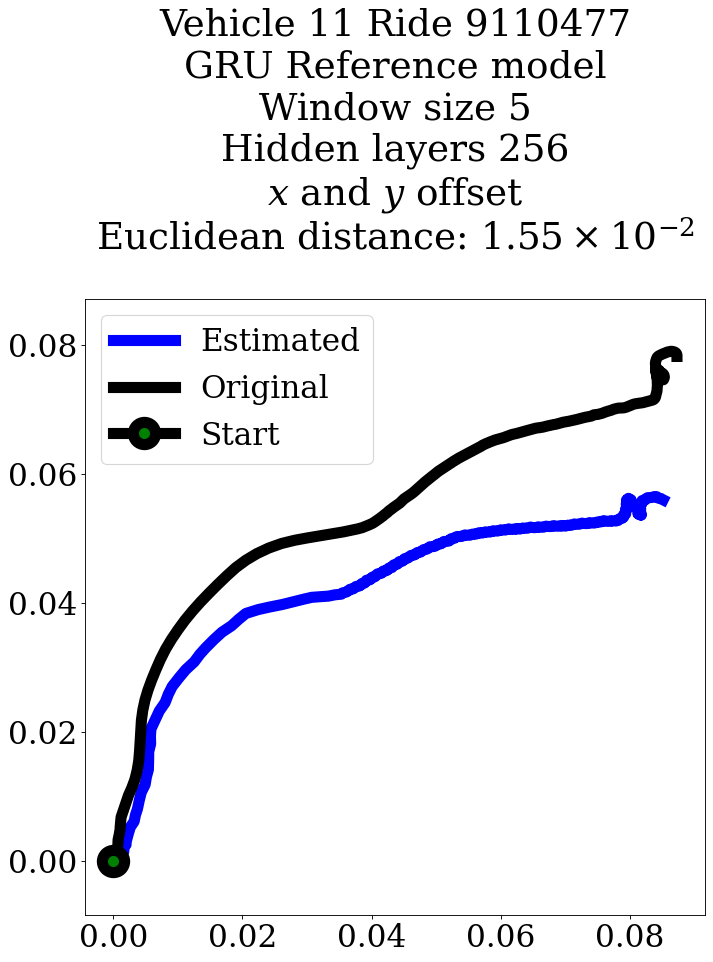 Vehicle 11 Ride 9110477
GRU Reference model
Window size 5
Hidden layers 256
x and y offset
Euclidean distance: 1.55 × 10⁻²
Estimated
Original
Start
0.08
0.06
0.04
0.02
0.00
0.00 0.02 0.04 0.06 0.08